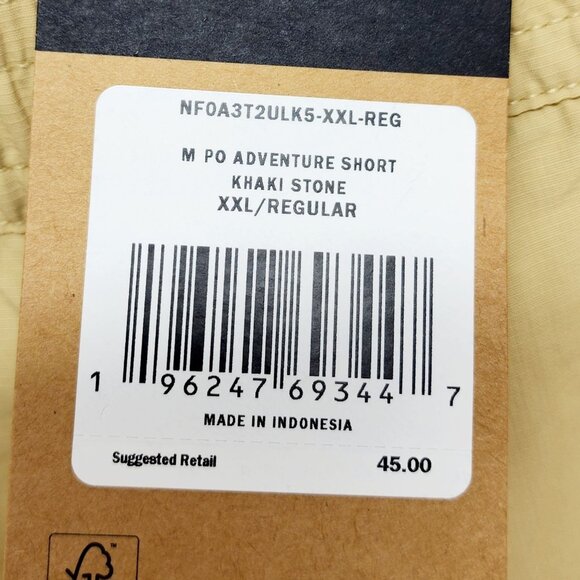 NF0A3T2ULK5-XXL-REG
M PO ADVENTURE SHORT
KHAKI STONE
XXL/REGULAR
1 96247 69344 7
MADE IN INDONESIA
Suggested Retail 45.00
TM